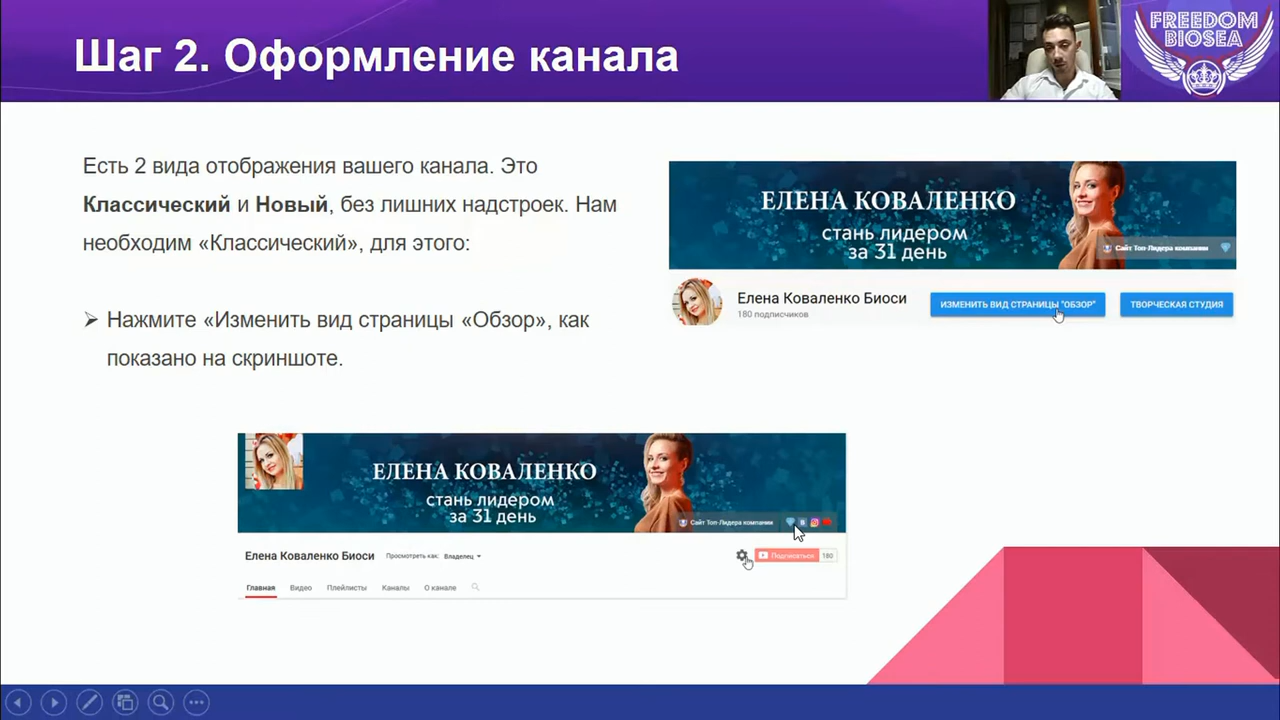 Шаг 2. Оформление канала
FREEDOM
BIOSEA
Есть 2 вида отображения вашего канала. Это
Классический и Новый, без лишних надстроек. Нам
необходим «Классический», для этого:
Нажмите «Изменить вид страницы «Обзор», как
показано на скриншоте.
ЕЛЕНА КОВАЛЕНКО
стань лидером
за 31 день
Сайт Топ-Лидера компании
Елена Коваленко Биоси
180 подписчиков
ИЗМЕНИТЬ ВИД СТРАНИЦЫ "ОБЗОР"
ТВОРЧЕСКАЯ СТУДИЯ
ЕЛЕНА КОВАЛЕНКО
стань лидером
за 31 день
Сайт Топ-Лидера компании
Елена Коваленко Биоси Просмотреть как: Владелец
Подписаться 180
Главная Видео Плейлисты Каналы О канале